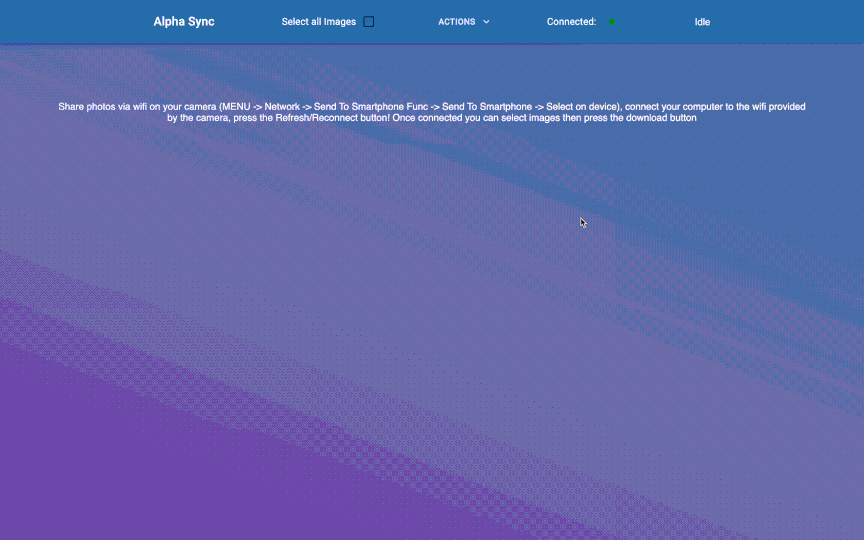 Alpha Sync Select all Images ACTIONS Connected: Idle
Share photos via wifi on your camera (MENU -> Network -> Send To Smartphone Func -> Send To Smartphone -> Select on device), connect your computer to the wifi provided
by the camera, press the Refresh/Reconnect button! Once connected you can select images then press the download button